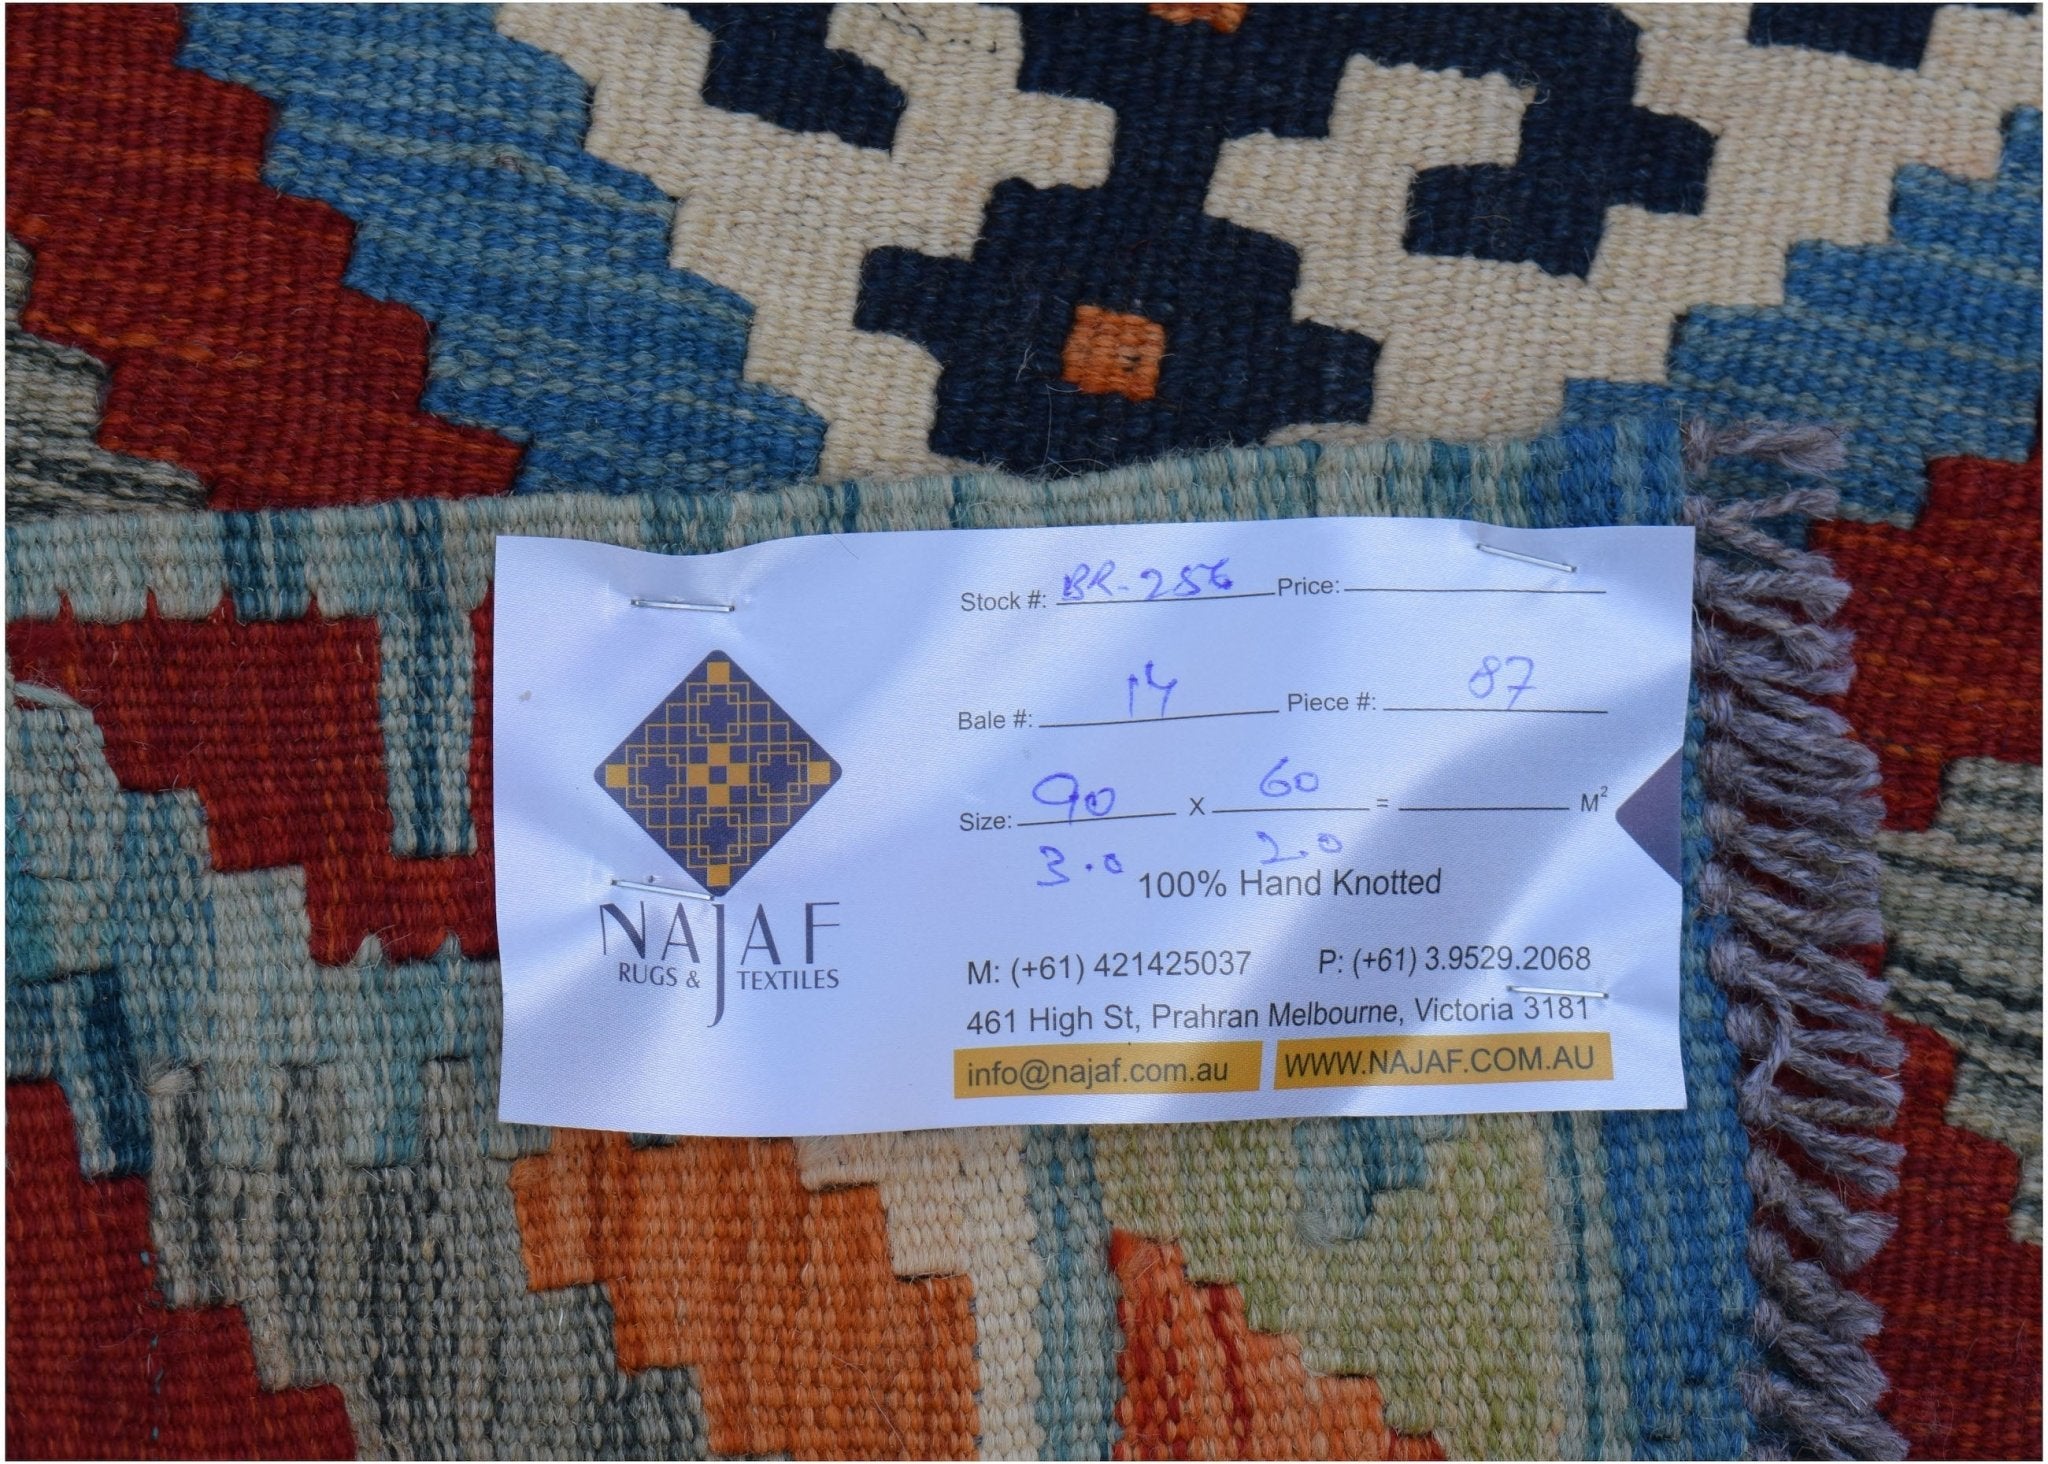 Stock #: BR-256 Price:
Bale #: 14 Piece #: 87
Size: 90 X 60 = M²
3.0 2.0
100% Hand Knotted
NAJAF
RUGS & TEXTILES
M: (+61) 421425037 P: (+61) 3.9529.2068
461 High St, Prahran Melbourne, Victoria 3181
info@najaf.com.au WWW.NAJAF.COM.AU